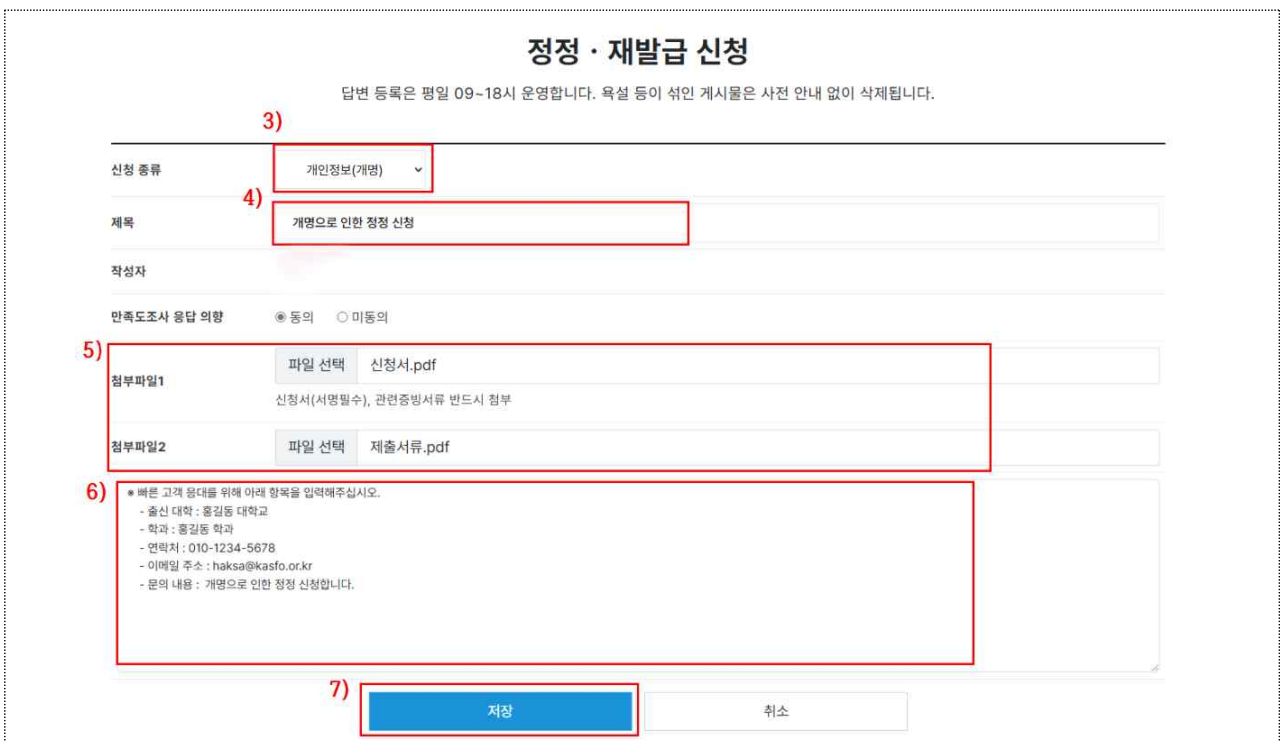 정정 · 재발급 신청
답변 등록은 평일 09~18시 운영합니다. 욕설 등이 섞인 게시물은 사전 안내 없이 삭제됩니다.
3)
신청 종류 개인정보(개명)
4)
제목 개명으로 인한 정정 신청
작성자
만족도조사 응답 의향 동의 미동의
5)
첨부파일1 파일 선택 신청서.pdf
신청서(서명필수), 관련증빙서류 반드시 첨부
첨부파일2 파일 선택 제출서류.pdf
6)
※ 빠른 고객 응대를 위해 아래 항목을 입력해주십시오.
- 출신 대학 : 홍길동 대학교
- 학과 : 홍길동 학과
- 연락처 : 010-1234-5678
- 이메일 주소 : haksa@kasfo.or.kr
- 문의 내용 : 개명으로 인한 정정 신청합니다.
7)
저장 취소